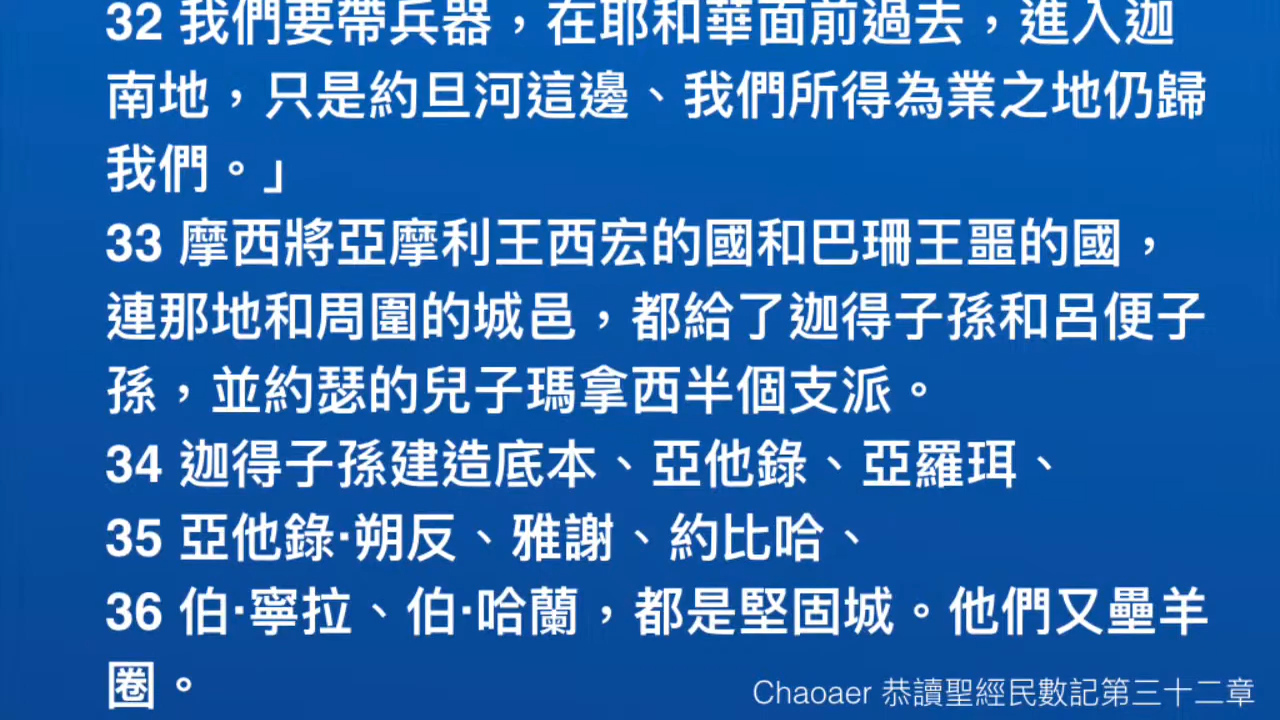 32 我們要帶兵器，在耶和華面前過去，進入迦
南地，只是約旦河這邊、我們所得為業之地仍歸
我們。」
33 摩西將亞摩利王西宏的國和巴珊王噩的國，
連那地和周圍的城邑，都給了迦得子孫和呂便子
孫，並約瑟的兒子瑪拿西半個支派。
34 迦得子孫建造底本、亞他錄、亞羅珥、
35 亞他錄·朔反、雅謝、約比哈、
36 伯·寧拉、伯·哈蘭，都是堅固城。他們又壘羊
圈。
Chaoaer 恭讀聖經民數記第三十二章